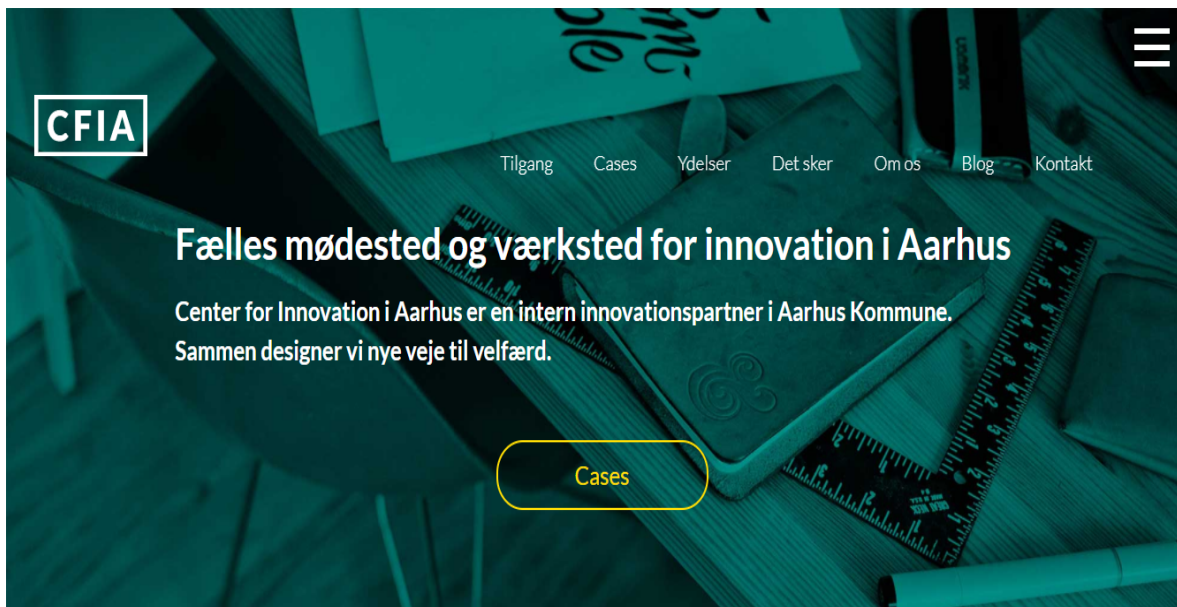 CFIA
Tilgang Cases Ydelser Det sker Om os Blog Kontakt
Fælles mødested og værksted for innovation i Aarhus
Center for Innovation i Aarhus er en intern innovationspartner i Aarhus Kommune.
Sammen designer vi nye veje til velfærd.
Cases